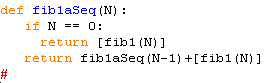 def fib1aSeq(N):
    if N == 0:
        return [fib1(N)]
    return fib1aSeq(N-1)+[fib1(N)]
#